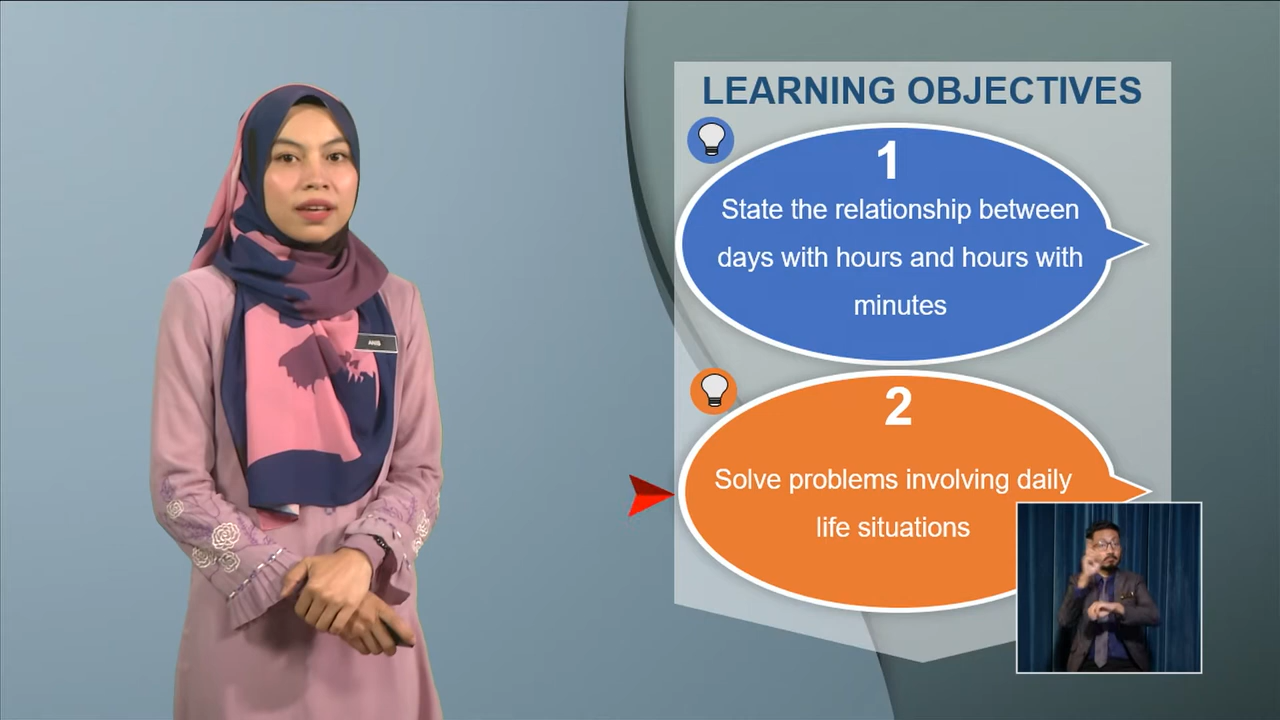 LEARNING OBJECTIVES
1
State the relationship between
days with hours and hours with
minutes
2
Solve problems involving daily
life situations
ANIS